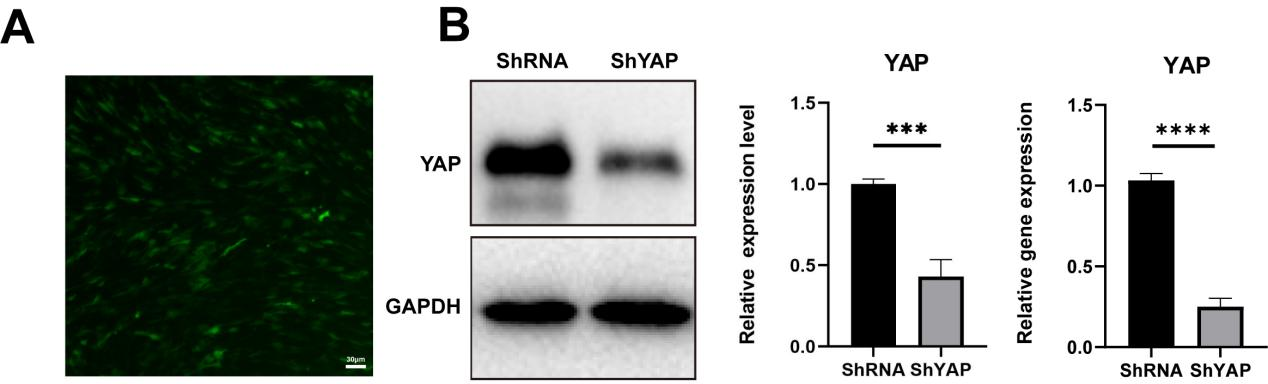 A
30μm
B
ShRNA ShYAP
YAP
GAPDH
YAP
Relative expression level
1.5
1.0
0.5
0.0
***
ShRNA ShYAP
YAP
Relative gene expression
1.5
1.0
0.5
0.0
****
ShRNA ShYAP